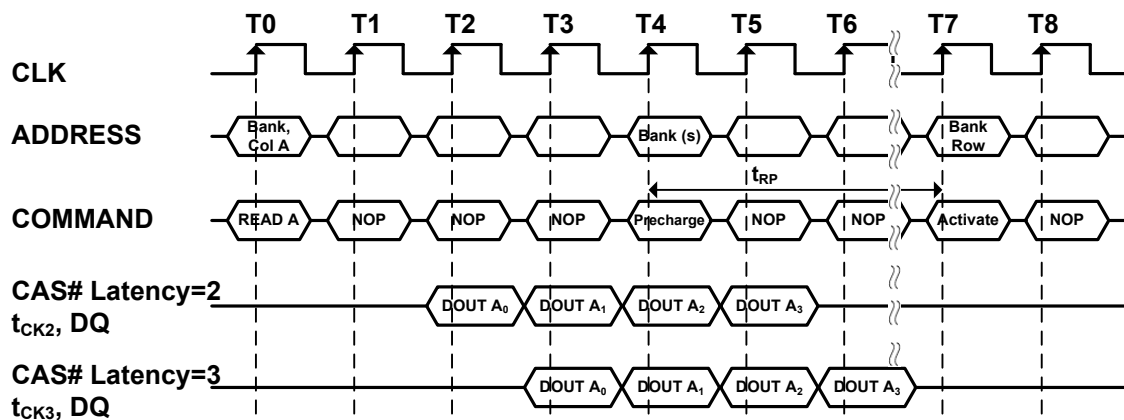 T0 T1 T2 T3 T4 T5 T6 T7 T8
CLK
ADDRESS
Bank,
Col A
Bank (s)
Bank
Row
tRP
COMMAND
READ A NOP NOP NOP Precharge NOP NOP Activate NOP
CAS# Latency=2
tCK2, DQ
DOUT A0 DOUT A1 DOUT A2 DOUT A3
CAS# Latency=3
tCK3, DQ
DOUT A0 DOUT A1 DOUT A2 DOUT A3